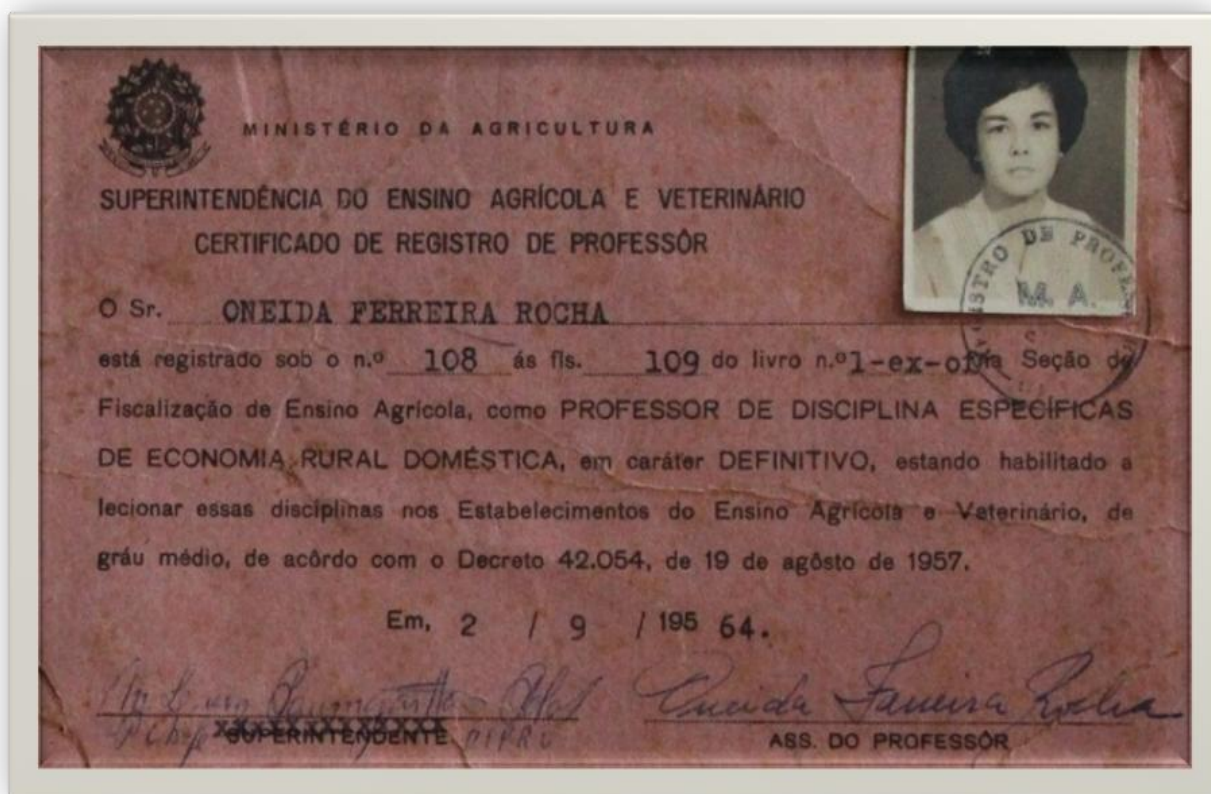 MINISTÉRIO DA AGRICULTURA
SUPERINTENDÊNCIA DO ENSINO AGRÍCOLA E VETERINÁRIO
CERTIFICADO DE REGISTRO DE PROFESSÔR
O Sr. ONEIDA FERREIRA ROCHA
está registrado sob o n.º 108 ás fls. 109 do livro n.º 1-ex-of na Seção de
Fiscalização de Ensino Agrícola, como PROFESSOR DE DISCIPLINA ESPECÍFICAS
DE ECONOMIA RURAL DOMÉSTICA, em caráter DEFINITIVO, estando habilitado a
lecionar essas disciplinas nos Estabelecimentos do Ensino Agrícola e Veterinário, de
gráu médio, de acôrdo com o Decreto 42.054, de 19 de agôsto de 1957.
Em, 2 / 9 / 195 64.
Oneida Ferreira Rocha
SUPERINTENDENTE
ASS. DO PROFESSÔR
M. A.